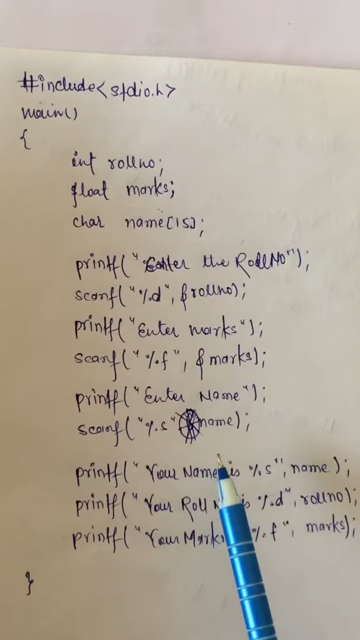 #include<stdio.h>
main()
{
int rollno;
float marks;
char name[15];
printf("Enter the RollNo");
scanf("%d", &rollno);
printf("Enter marks");
scanf("%f", &marks);
printf("Enter Name");
scanf("%s" name);
printf("Your Name is %s", name);
printf("Your Roll %d", rollno);
printf("Your Marks %f", marks);
}